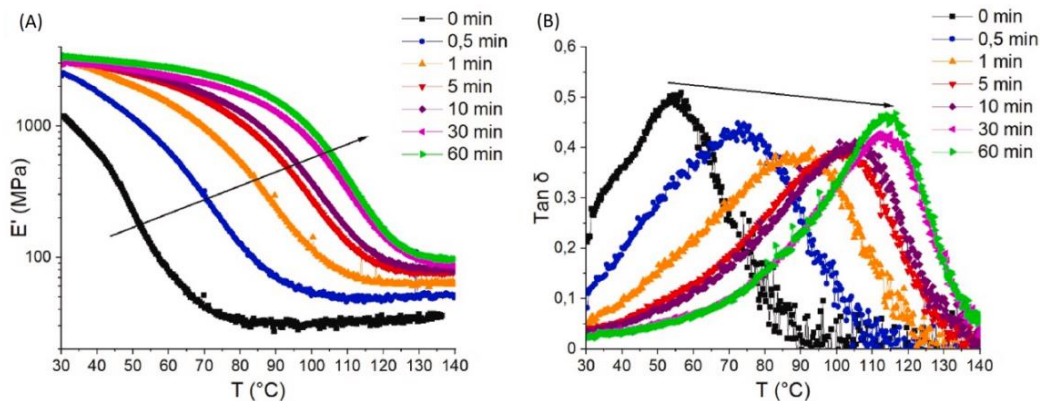 (A)
0 min
0,5 min
1 min
5 min
10 min
30 min
60 min
1000
100
E' (MPa)
30 40 50 60 70 80 90 100 110 120 130 140
T (°C)
(B)
0 min
0,5 min
1 min
5 min
10 min
30 min
60 min
0,6
0,5
0,4
0,3
0,2
0,1
0
Tan δ
30 40 50 60 70 80 90 100 110 120 130 140
T (°C)